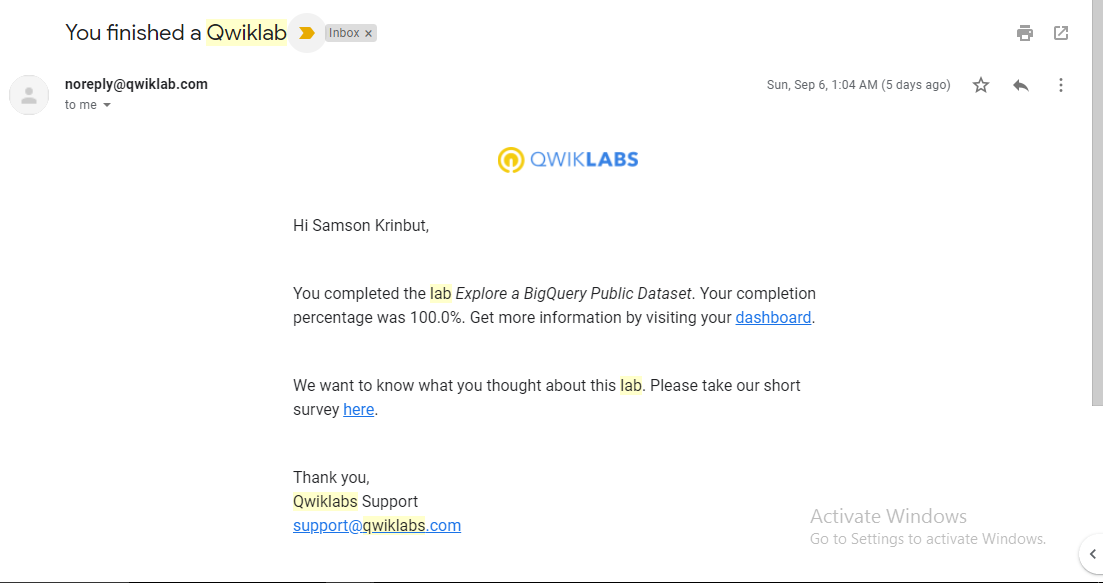 You finished a Qwiklab
Inbox x
noreply@qwiklab.com
Sun, Sep 6, 1:04 AM (5 days ago)
to me
QWIKLABS
Hi Samson Krinbut,
You completed the lab Explore a BigQuery Public Dataset. Your completion
percentage was 100.0%. Get more information by visiting your dashboard.
We want to know what you thought about this lab. Please take our short
survey here.
Thank you,
Qwiklabs Support
support@qwiklabs.com
Activate Windows
Go to Settings to activate Windows.